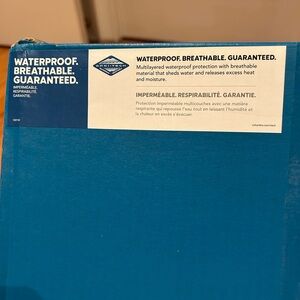 WATERPROOF.
BREATHABLE.
GUARANTEED.
IMPERMÉABLE.
RESPIRABILITÉ.
GARANTIE.
WATERPROOF. BREATHABLE. GUARANTEED.
Multilayered waterproof protection with breathable
material that sheds water and releases excess heat
and moisture.
IMPERMÉABLE. RESPIRABILITÉ. GARANTIE.
Protection imperméable multicouches avec une matière
respirante qui repousse l'eau tout en laissant l'humidité et
la chaleur en excès s'évacuer.